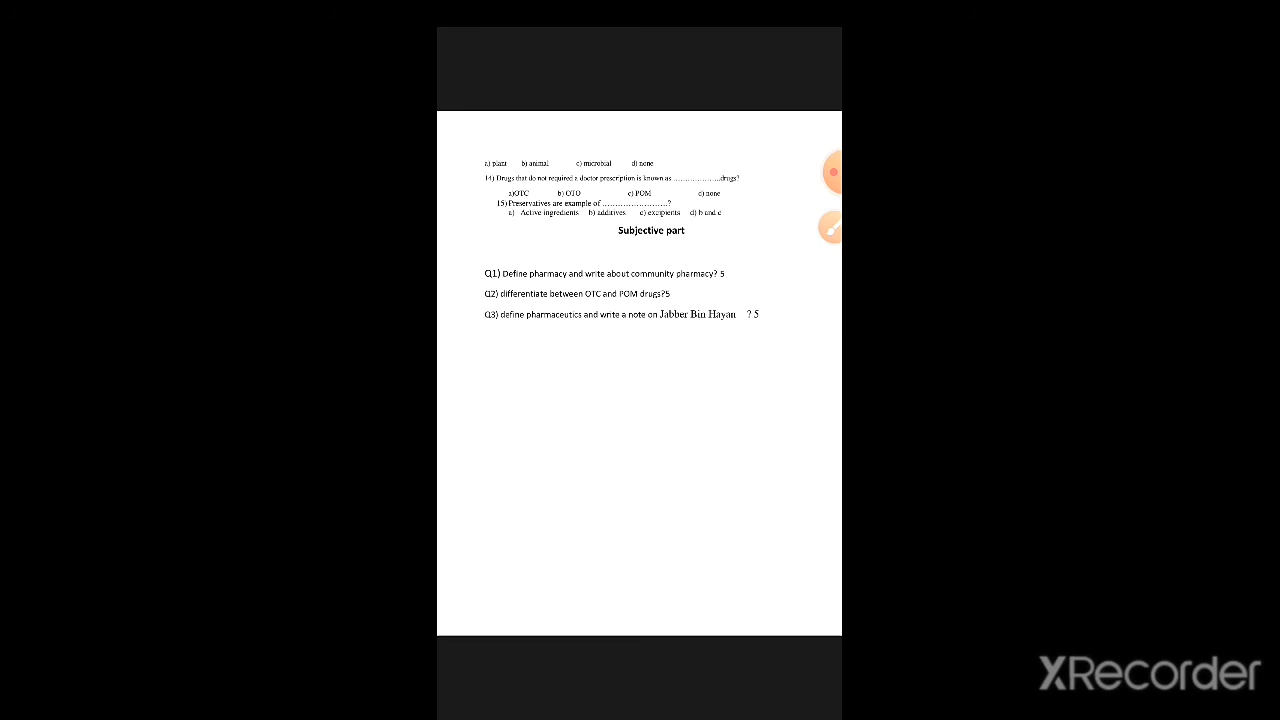 a) plant b) animal c) microbial d) none
14) Drugs that do not required a doctor prescription is known as………………..drugs?
a)OTC b) OTO c) POM d) none
15) Preservatives are example of …………………….?
a) Active ingredients b) additives c) excipients d) b and c
Subjective part
Q1) Define pharmacy and write about community pharmacy? 5
Q2) differentiate between OTC and POM drugs?5
Q3) define pharmaceutics and write a note on Jabber Bin Hayan ? 5
XRecorder